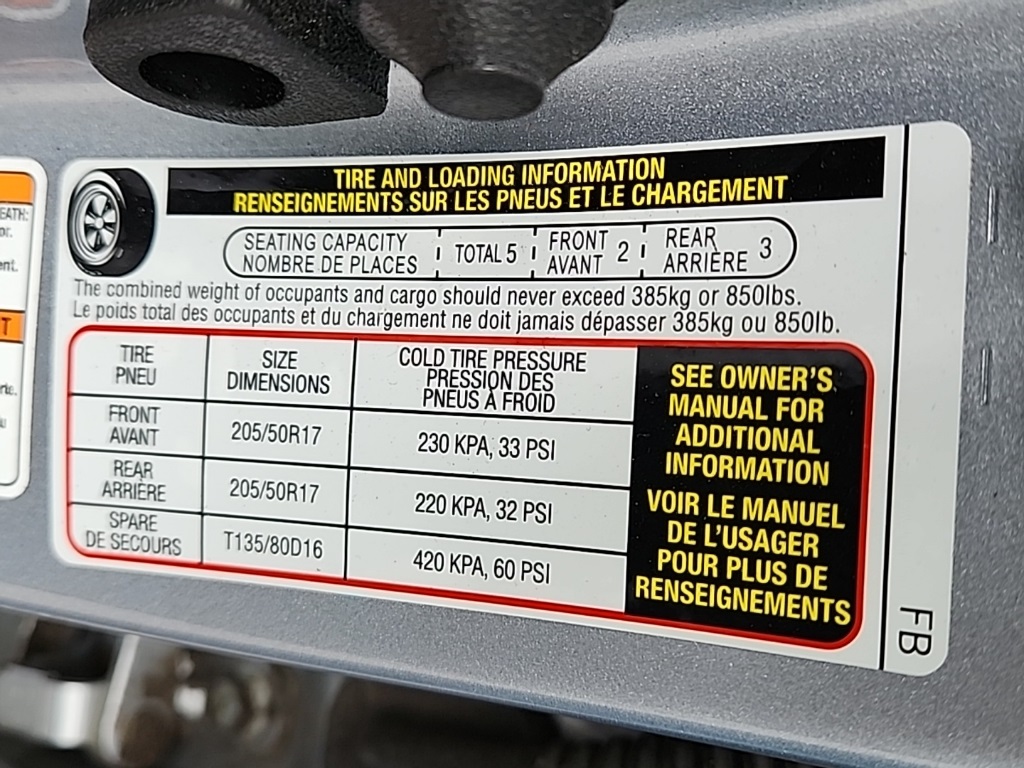 TIRE AND LOADING INFORMATION
RENSEIGNEMENTS SUR LES PNEUS ET LE CHARGEMENT
SEATING CAPACITY
NOMBRE DE PLACES
TOTAL 5
FRONT
AVANT 2
REAR
ARRIÈRE 3
The combined weight of occupants and cargo should never exceed 385kg or 850lbs.
Le poids total des occupants et du chargement ne doit jamais dépasser 385kg ou 850lb.
TIRE
PNEU
SIZE
DIMENSIONS
COLD TIRE PRESSURE
PRESSION DES
PNEUS À FROID
FRONT
AVANT
205/50R17
230 KPA, 33 PSI
REAR
ARRIÈRE
205/50R17
220 KPA, 32 PSI
SPARE
DE SECOURS
T135/80D16
420 KPA, 60 PSI
SEE OWNER'S
MANUAL FOR
ADDITIONAL
INFORMATION
VOIR LE MANUEL
DE L'USAGER
POUR PLUS DE
RENSEIGNEMENTS
FB